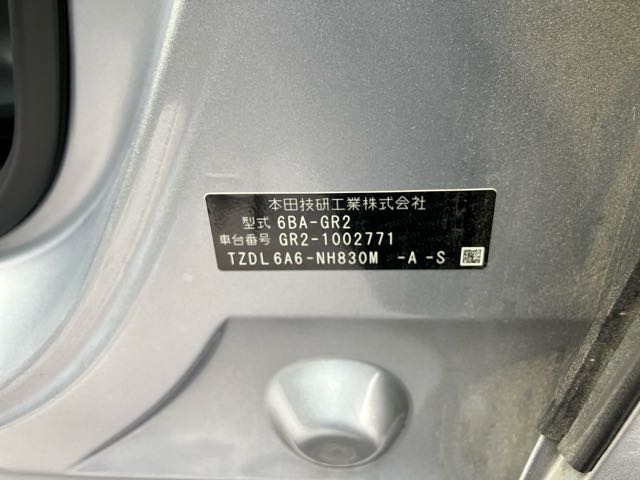 本田技研工業株式会社
型式 6BA-GR2
車台番号 GR2-1002771
TZDL6A6-NH830M -A -S